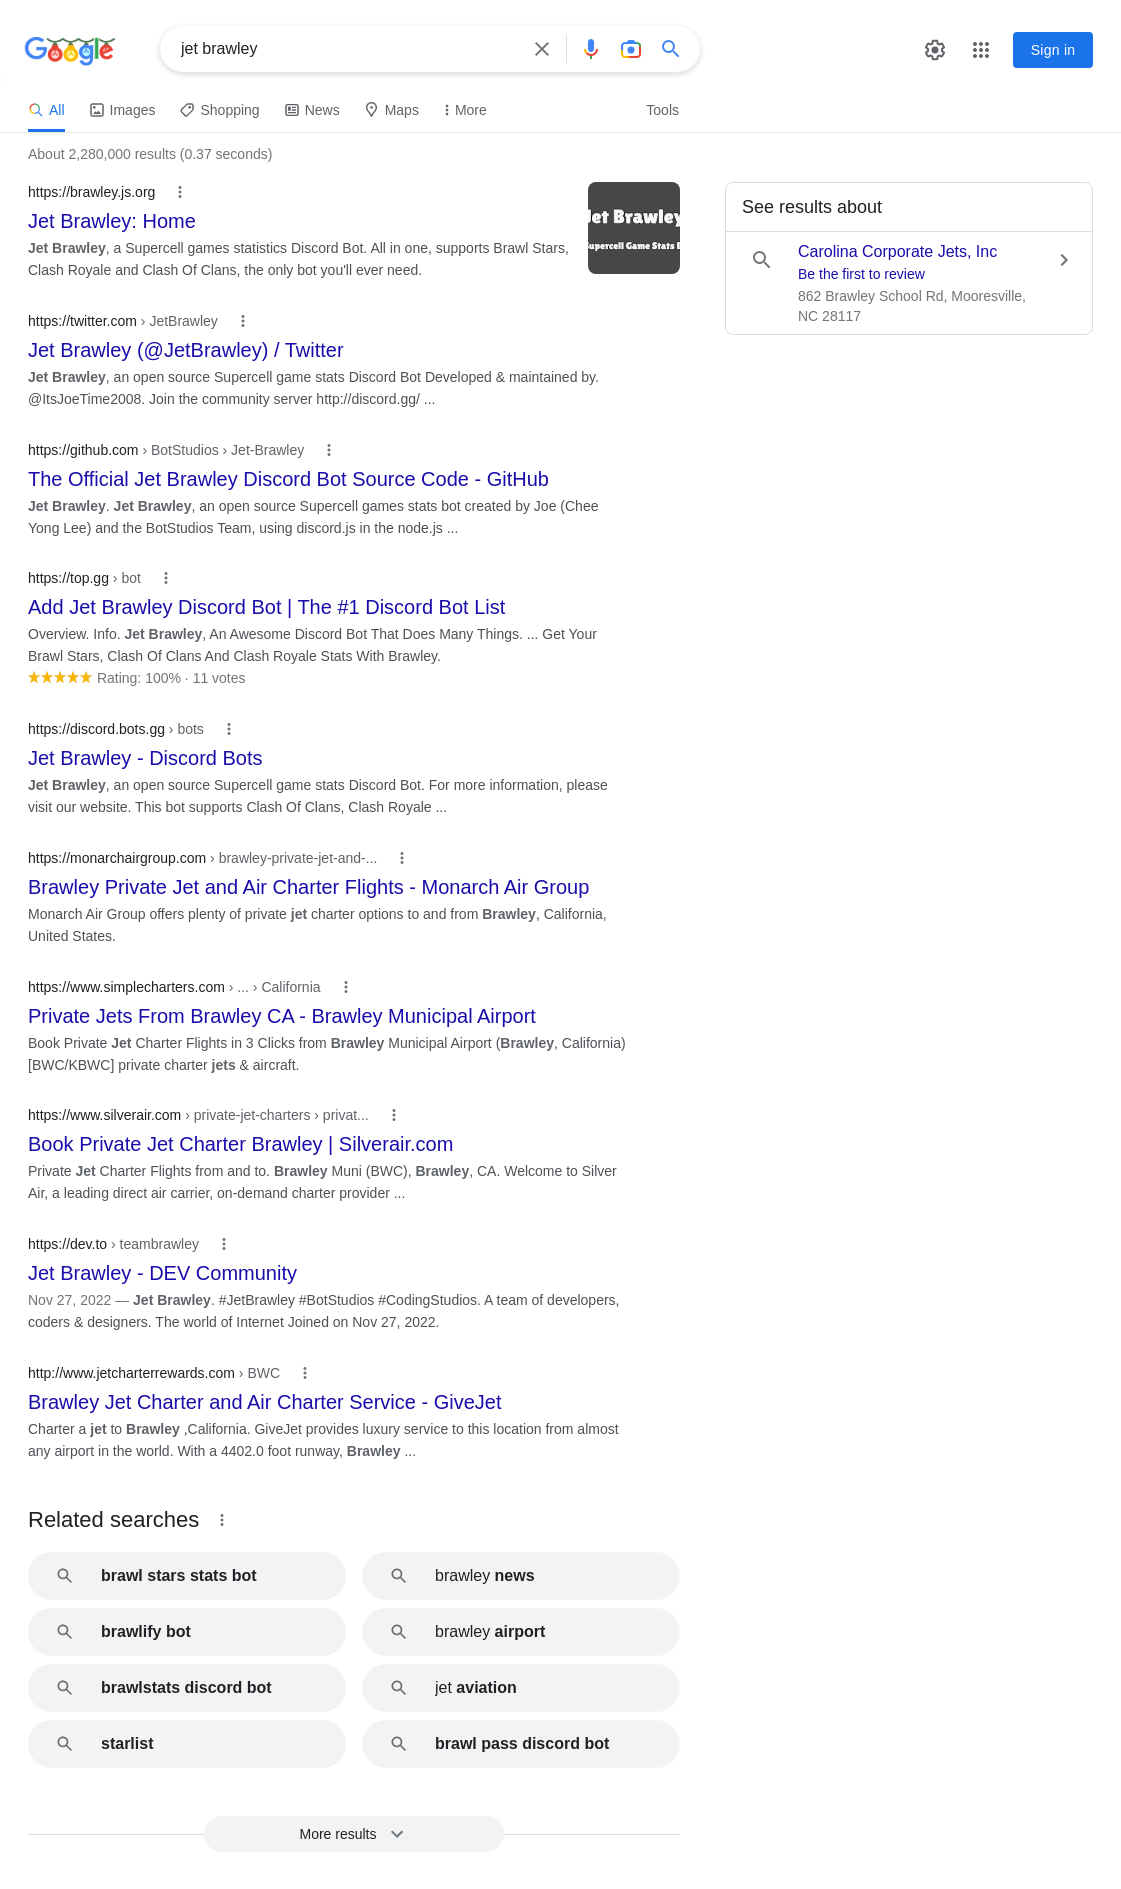 Google
jet brawley
Sign in
All
Images
Shopping
News
Maps
More
Tools
About 2,280,000 results (0.37 seconds)
https://brawley.js.org
Jet Brawley: Home
Jet Brawley, a Supercell games statistics Discord Bot. All in one, supports Brawl Stars,
Clash Royale and Clash Of Clans, the only bot you'll ever need.
Jet Brawley
Supercell Game Stats B
See results about
Carolina Corporate Jets, Inc
Be the first to review
862 Brawley School Rd, Mooresville,
NC 28117
https://twitter.com › JetBrawley
Jet Brawley (@JetBrawley) / Twitter
Jet Brawley, an open source Supercell game stats Discord Bot Developed & maintained by.
@ItsJoeTime2008. Join the community server http://discord.gg/ ...
https://github.com › BotStudios › Jet-Brawley
The Official Jet Brawley Discord Bot Source Code - GitHub
Jet Brawley. Jet Brawley, an open source Supercell games stats bot created by Joe (Chee
Yong Lee) and the BotStudios Team, using discord.js in the node.js ...
https://top.gg › bot
Add Jet Brawley Discord Bot | The #1 Discord Bot List
Overview. Info. Jet Brawley, An Awesome Discord Bot That Does Many Things. ... Get Your
Brawl Stars, Clash Of Clans And Clash Royale Stats With Brawley.
Rating: 100% · 11 votes
https://discord.bots.gg › bots
Jet Brawley - Discord Bots
Jet Brawley, an open source Supercell game stats Discord Bot. For more information, please
visit our website. This bot supports Clash Of Clans, Clash Royale ...
https://monarchairgroup.com › brawley-private-jet-and-...
Brawley Private Jet and Air Charter Flights - Monarch Air Group
Monarch Air Group offers plenty of private jet charter options to and from Brawley, California,
United States.
https://www.simplecharters.com › ... › California
Private Jets From Brawley CA - Brawley Municipal Airport
Book Private Jet Charter Flights in 3 Clicks from Brawley Municipal Airport (Brawley, California)
[BWC/KBWC] private charter jets & aircraft.
https://www.silverair.com › private-jet-charters › privat...
Book Private Jet Charter Brawley | Silverair.com
Private Jet Charter Flights from and to. Brawley Muni (BWC), Brawley, CA. Welcome to Silver
Air, a leading direct air carrier, on-demand charter provider ...
https://dev.to › teambrawley
Jet Brawley - DEV Community
Nov 27, 2022 — Jet Brawley. #JetBrawley #BotStudios #CodingStudios. A team of developers,
coders & designers. The world of Internet Joined on Nov 27, 2022.
http://www.jetcharterrewards.com › BWC
Brawley Jet Charter and Air Charter Service - GiveJet
Charter a jet to Brawley ,California. GiveJet provides luxury service to this location from almost
any airport in the world. With a 4402.0 foot runway, Brawley ...
Related searches
brawl stars stats bot
brawley news
brawlify bot
brawley airport
brawlstats discord bot
jet aviation
starlist
brawl pass discord bot
More results